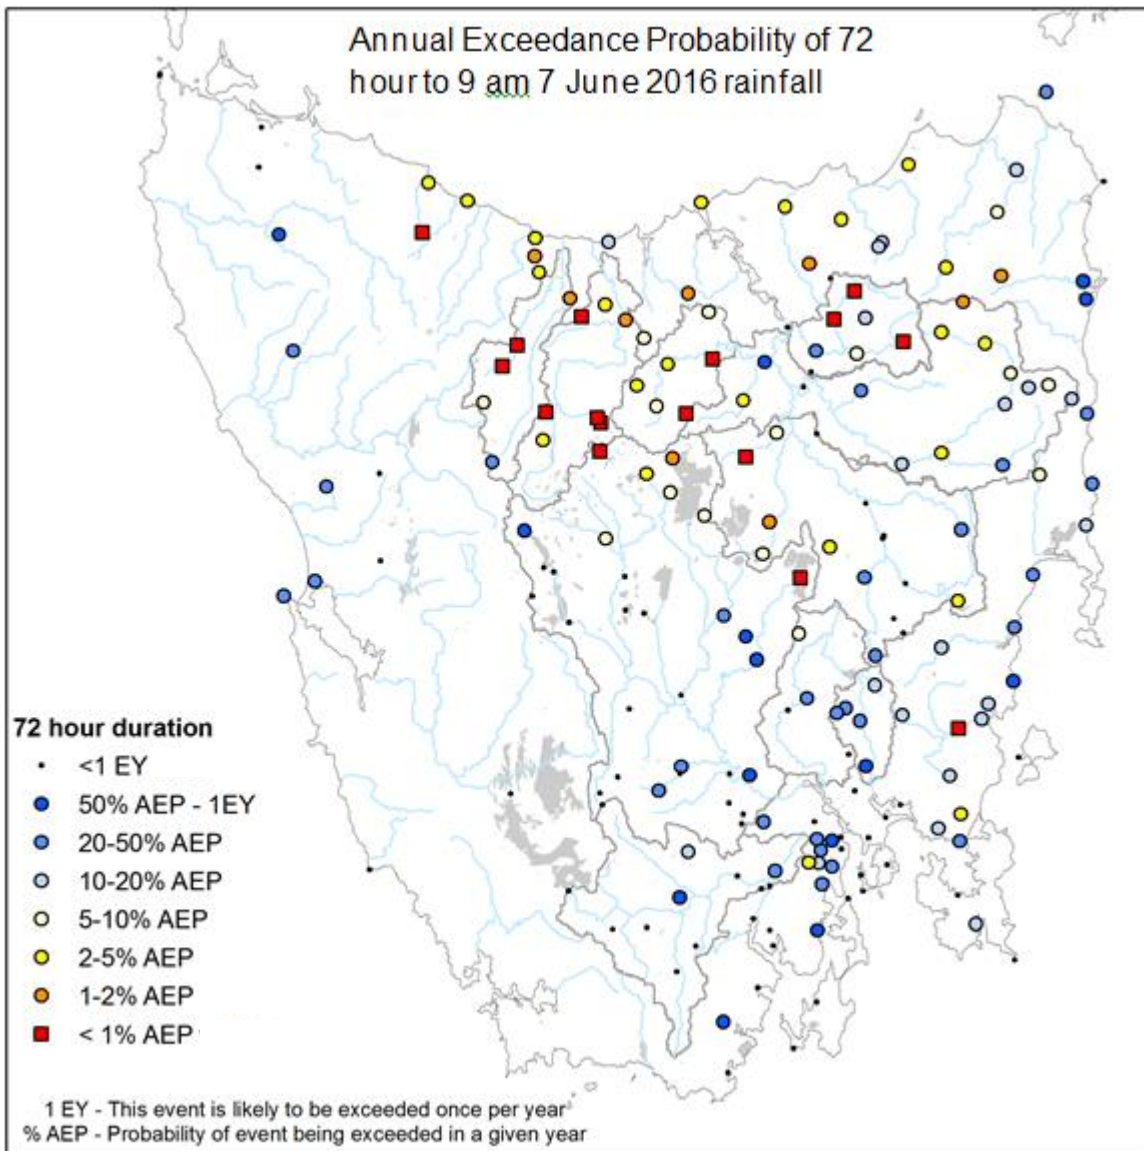 Annual Exceedance Probability of 72
hour to 9 am 7 June 2016 rainfall
72 hour duration
<1 EY
50% AEP - 1EY
20-50% AEP
10-20% AEP
5-10% AEP
2-5% AEP
1-2% AEP
< 1% AEP
1 EY - This event is likely to be exceeded once per year
% AEP - Probability of event being exceeded in a given year